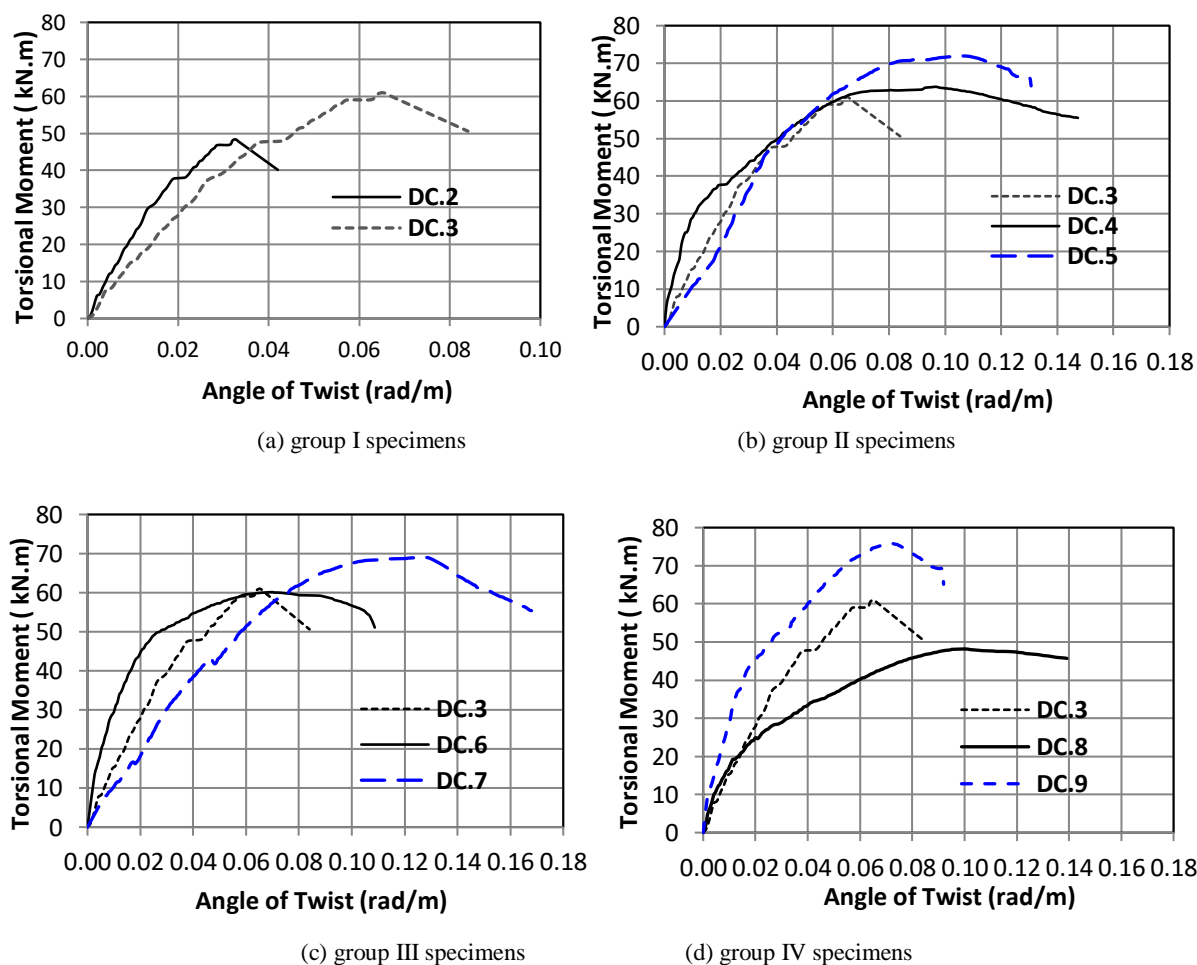 Torsional Moment ( kN.m)
80
70
60
50
40
30
20
10
0
DC.2
DC.3
0.00 0.02 0.04 0.06 0.08 0.10
Angle of Twist (rad/m)
(a) group I specimens
Torsional Moment ( KN.m)
80
70
60
50
40
30
20
10
0
DC.3
DC.4
DC.5
0.00 0.02 0.04 0.06 0.08 0.10 0.12 0.14 0.16 0.18
Angle of Twist (rad/m)
(b) group II specimens
Torsional Moment ( kN.m)
80
70
60
50
40
30
20
10
0
DC.3
DC.6
DC.7
0.00 0.02 0.04 0.06 0.08 0.10 0.12 0.14 0.16 0.18
Angle of Twist (rad/m)
(c) group III specimens
Torsional Moment ( kN.m)
80
70
60
50
40
30
20
10
0
DC.3
DC.8
DC.9
0.00 0.02 0.04 0.06 0.08 0.10 0.12 0.14 0.16 0.18
Angle of Twist (rad/m)
(d) group IV specimens